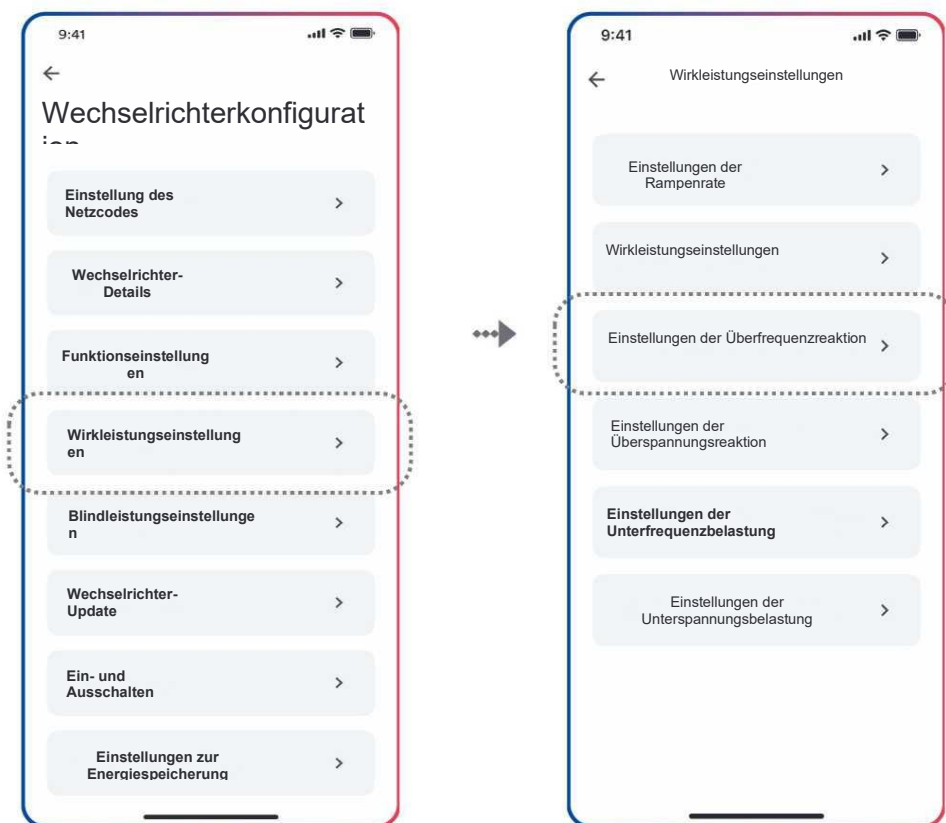 9:41
Wechselrichterkonfigurat
ion
Einstellung des
Netzcodes
Wechselrichter-
Details
Funktionseinstellung
en
Wirkleistungseinstellung
en
Blindleistungseinstellunge
n
Wechselrichter-
Update
Ein- und
Ausschalten
Einstellungen zur
Energiespeicherung
9:41
Wirkleistungseinstellungen
Einstellungen der
Rampenrate
Wirkleistungseinstellungen
Einstellungen der Überfrequenzreaktion
Einstellungen der
Überspannungsreaktion
Einstellungen der
Unterfrequenzbelastung
Einstellungen der
Unterspannungsbelastung